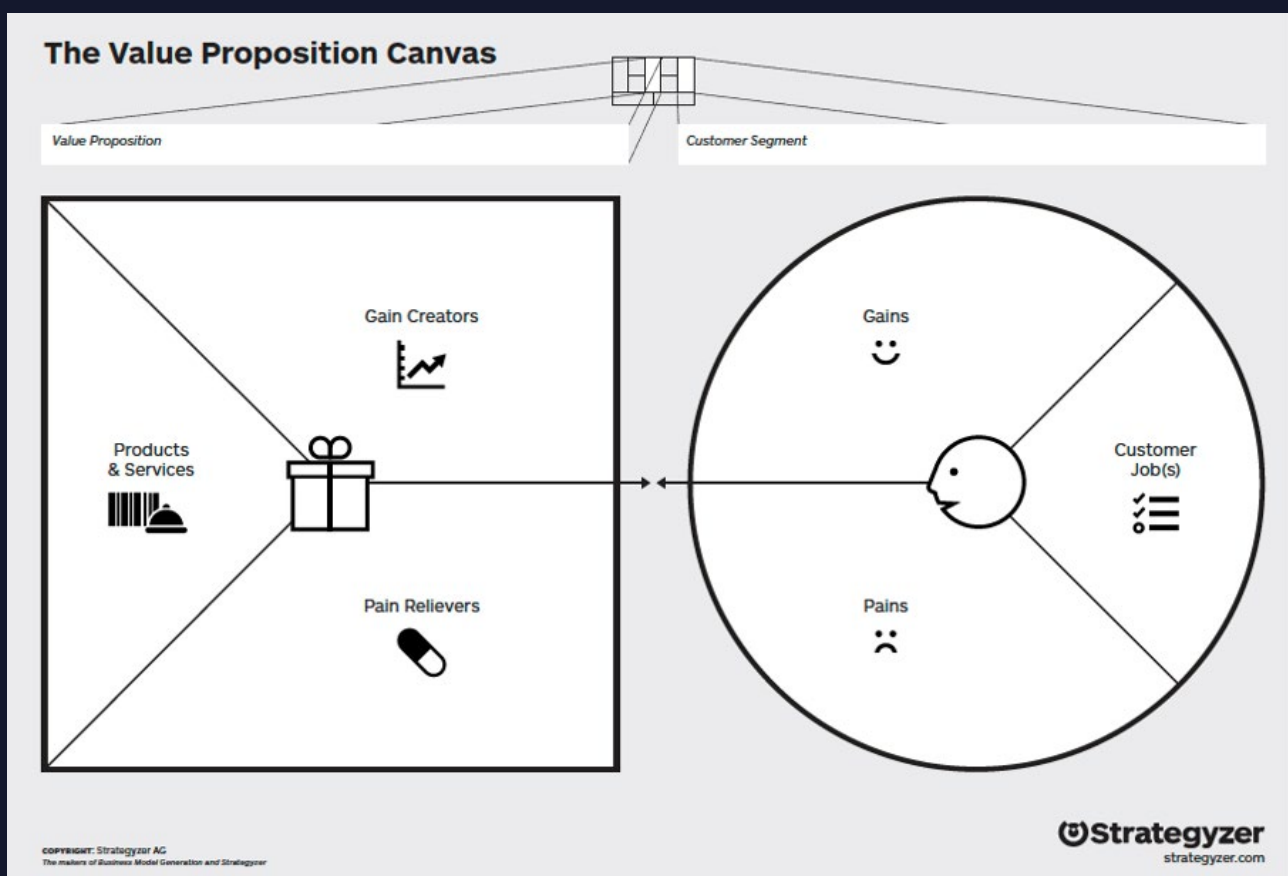 The Value Proposition Canvas
Value Proposition
Customer Segment
Gain Creators
Gains
Products
& Services
Customer
Job(s)
Pain Relievers
Pains
COPYRIGHT: Strategyzer AG
The makers of Business Model Generation and Strategyzer
Strategyzer
strategyzer.com